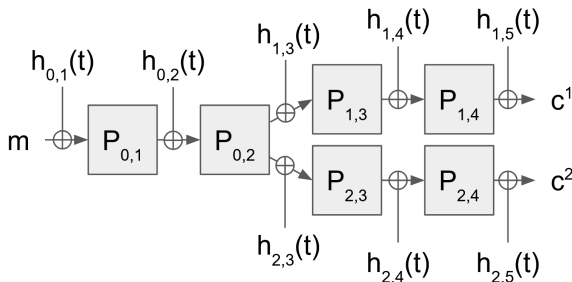 h0,1(t) h0,2(t) h1,3(t) h1,4(t) h1,5(t)
P1,3 P1,4 c1
m P0,1 P0,2
P2,3 P2,4 c2
h2,3(t) h2,4(t) h2,5(t)